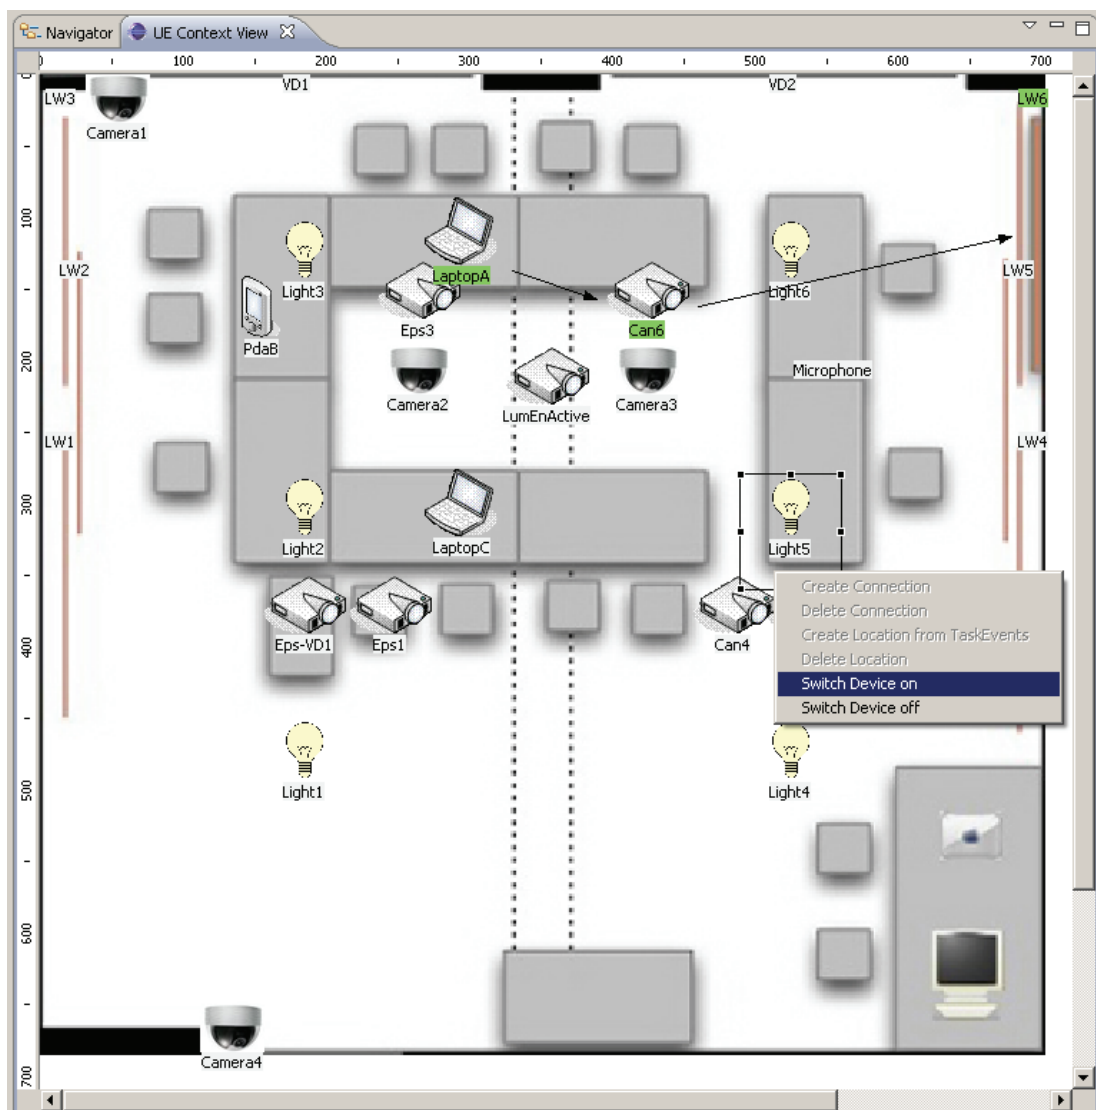 Navigator
UE Context View
0 100 200 300 400 500 600 700
VD1
VD2
LW3
LW6
Camera1
100
LW2
LaptopA
LW5
Light3
Light6
Eps3
Can6
PdaB
200
Microphone
Camera2
LumEnActive
Camera3
LW1
LW4
300
Light2
LaptopC
Light5
Create Connection
Delete Connection
Create Location from TaskEvents
Delete Location
Switch Device on
Switch Device off
400
Eps-VD1
Eps1
Can4
500
Light1
Light4
600
Camera4
700